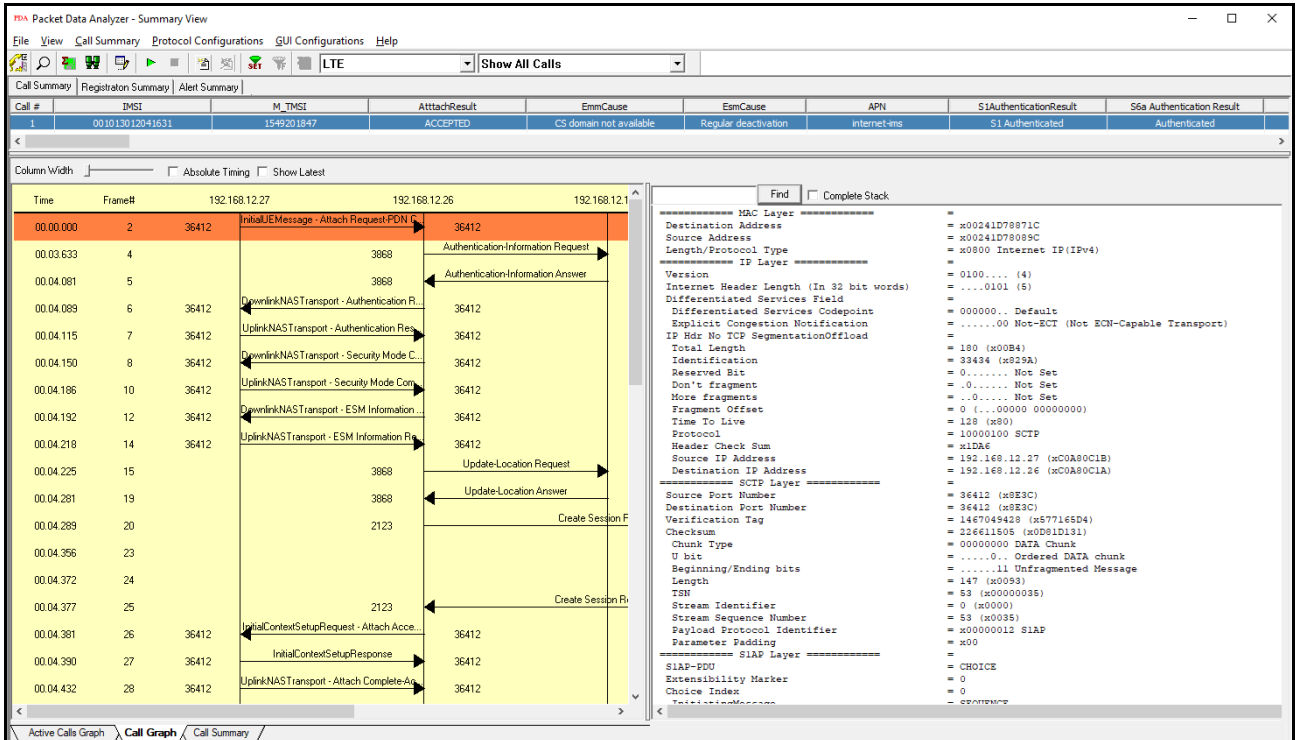 PDA Packet Data Analyzer - Summary View
File View Call Summary Protocol Configurations GUI Configurations Help
SET LTE Show All Calls
Call Summary Registraton Summary Alert Summary
Call # IMSI M_TMSI AtttachResult EmmCause EsmCause APN S1AuthenticationResult S6a Authentication Result
1 001013012041631 1549201847 ACCEPTED CS domain not available Regular deactivation internet-ims S1 Authenticated Authenticated
Column Width Absolute Timing Show Latest
Time Frame# 192.168.12.27 192.168.12.26 192.168.12.1
00.00.000 2 36412 InitialUEMessage - Attach Request-PDN C... 36412
00.03.633 4 3868 Authentication-Information Request
00.04.081 5 3868 Authentication-Information Answer
00.04.089 6 36412 DownlinkNASTransport - Authentication R... 36412
00.04.115 7 36412 UplinkNASTransport - Authentication Res... 36412
00.04.150 8 36412 DownlinkNASTransport - Security Mode C... 36412
00.04.186 10 36412 UplinkNASTransport - Security Mode Com... 36412
00.04.192 12 36412 DownlinkNASTransport - ESM Information ... 36412
00.04.218 14 36412 UplinkNASTransport - ESM Information Re... 36412
00.04.225 15 3868 Update-Location Request
00.04.281 19 3868 Update-Location Answer
00.04.289 20 2123 Create Session
00.04.356 23
00.04.372 24
00.04.377 25 2123 Create Session Re
00.04.381 26 36412 InitialContextSetupRequest - Attach Acce... 36412
00.04.390 27 36412 InitialContextSetupResponse 36412
00.04.432 28 36412 UplinkNASTransport - Attach Complete-Ac... 36412
Find Complete Stack
============ MAC Layer ============ =
Destination Address = x00241D78871C
Source Address = x00241D78089C
Length/Protocol Type = x0800 Internet IP(IPv4)
============ IP Layer ============ =
Version = 0100.... (4)
Internet Header Length (In 32 bit words) = ....0101 (5)
Differentiated Services Field =
Differentiated Services Codepoint = 000000.. Default
Explicit Congestion Notification = ......00 Not-ECT (Not ECN-Capable Transport)
IP Hdr No TCP SegmentationOffload =
Total Length = 180 (x00B4)
Identification = 33434 (x829A)
Reserved Bit = 0....... Not Set
Don't fragment = .0...... Not Set
More fragments = ..0..... Not Set
Fragment Offset = 0 (...00000 00000000)
Time To Live = 128 (x80)
Protocol = 10000100 SCTP
Header Check Sum = x1DA6
Source IP Address = 192.168.12.27 (xC0A80C1B)
Destination IP Address = 192.168.12.26 (xC0A80C1A)
============ SCTP Layer ============ =
Source Port Number = 36412 (x8E3C)
Destination Port Number = 36412 (x8E3C)
Verification Tag = 1467049428 (x577165D4)
Checksum = 226611505 (x0D81D131)
Chunk Type = 00000000 DATA Chunk
U bit = .....0.. Ordered DATA chunk
Beginning/Ending bits = ......11 Unfragmented Message
Length = 147 (x0093)
TSN = 53 (x00000035)
Stream Identifier = 0 (x0000)
Stream Sequence Number = 53 (x0035)
Payload Protocol Identifier = x00000012 S1AP
Parameter Padding = x00
============ S1AP Layer ============ =
S1AP-PDU = CHOICE
Extensibility Marker = 0
Choice Index = 0
InitiatingMessage = SEQUENCE
Active Calls Graph Call Graph Call Summary